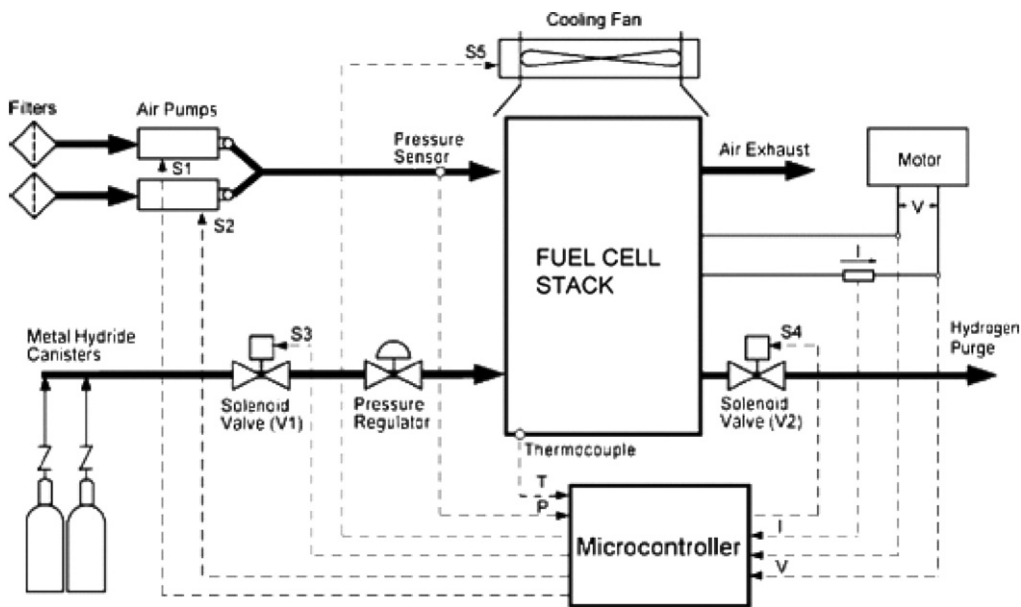 Cooling Fan
S5
Filters
Air Pumps
S1
S2
Pressure
Sensor
Air Exhaust
Motor
V
I
FUEL CELL
STACK
Metal Hydride
Canisters
S3
S4
Hydrogen
Purge
Solenoid
Valve (V1)
Pressure
Regulator
Solenoid
Valve (V2)
Thermocouple
T
P
I
V
Microcontroller